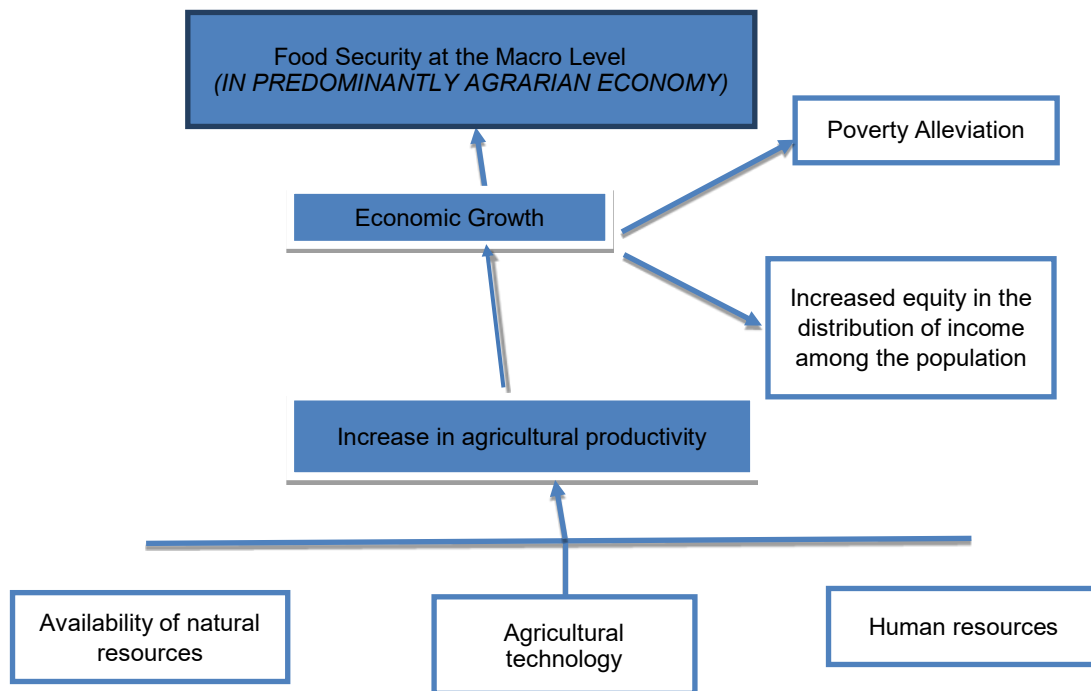 Food Security at the Macro Level
(IN PREDOMINANTLY AGRARIAN ECONOMY)
Poverty Alleviation
Economic Growth
Increased equity in the
distribution of income
among the population
Increase in agricultural productivity
Availability of natural
resources
Agricultural
technology
Human resources